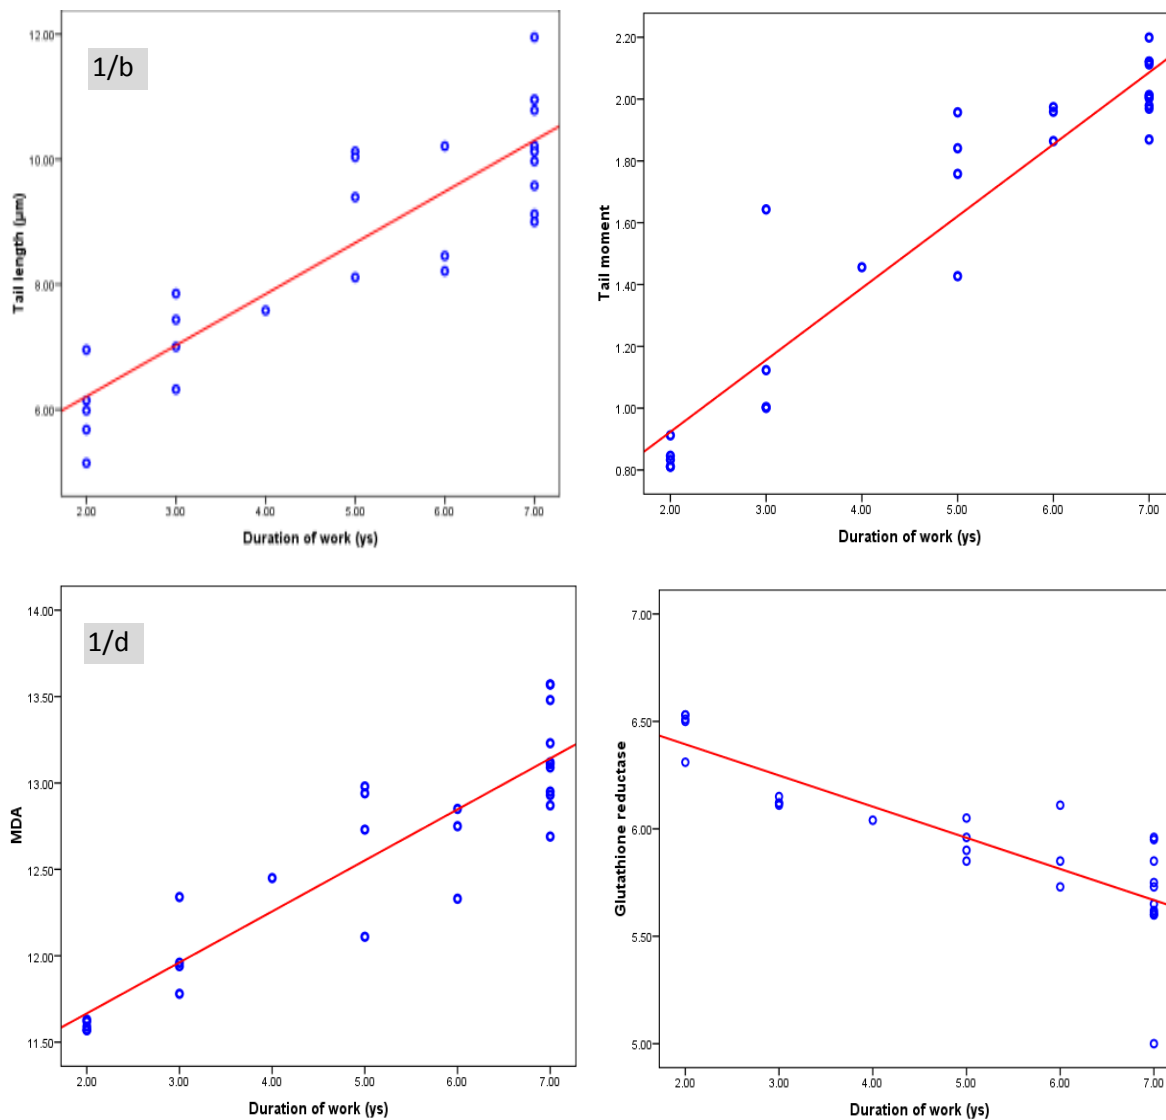 1/b
12.00
10.00
8.00
6.00
Tail length (µm)
2.00 3.00 4.00 5.00 6.00 7.00
Duration of work (ys)
2.20
2.00
1.80
1.60
1.40
1.20
1.00
0.80
Tail moment
2.00 3.00 4.00 5.00 6.00 7.00
Duration of work (ys)
1/d
14.00
13.50
13.00
12.50
12.00
11.50
MDA
2.00 3.00 4.00 5.00 6.00 7.00
Duration of work (ys)
7.00
6.50
6.00
5.50
5.00
Glutathione reductase
2.00 3.00 4.00 5.00 6.00 7.00
Duration of work (ys)